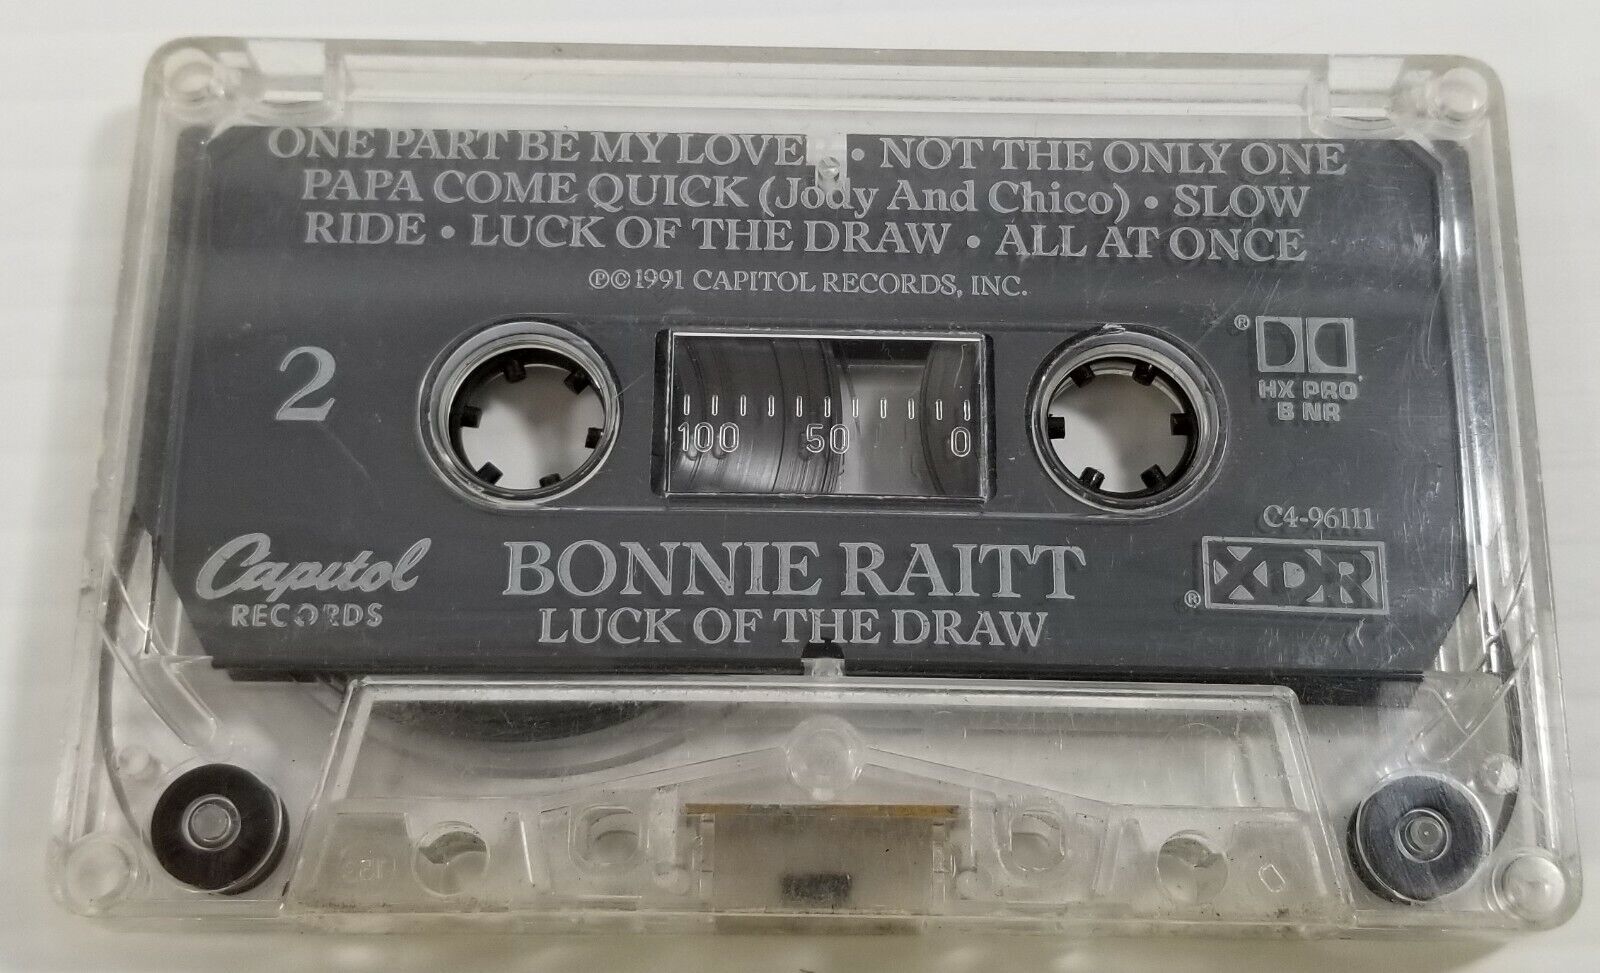 ONE PART BE MY LOVE • NOT THE ONLY ONE
PAPA COME QUICK (Jody And Chico) • SLOW
RIDE • LUCK OF THE DRAW • ALL AT ONCE
℗© 1991 CAPITOL RECORDS, INC.
2
® HX PRO
B NR
100 50 0
C4-96111
Capitol
RECORDS
BONNIE RAITT
LUCK OF THE DRAW
® XDR